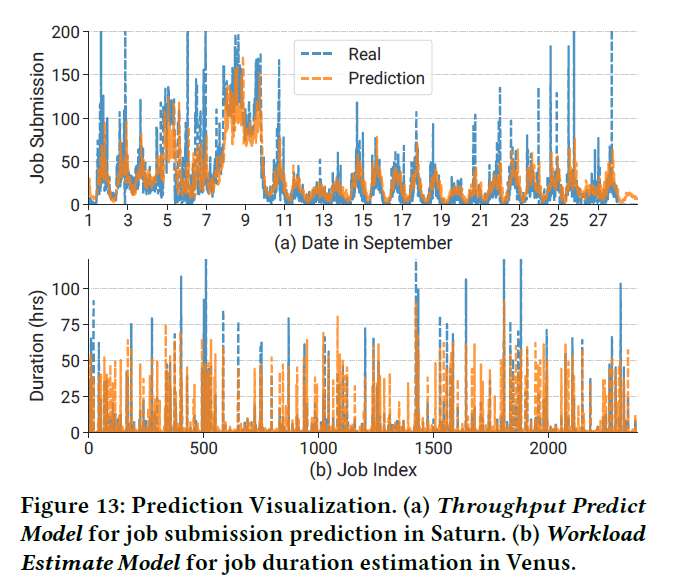 200
150
100
50
0
Job Submission
Real
Prediction
1 3 5 7 9 11 13 15 17 19 21 23 25 27
(a) Date in September
100
75
50
25
0
Duration (hrs)
0 500 1000 1500 2000
(b) Job Index
Figure 13: Prediction Visualization. (a) Throughput Predict
Model for job submission prediction in Saturn. (b) Workload
Estimate Model for job duration estimation in Venus.